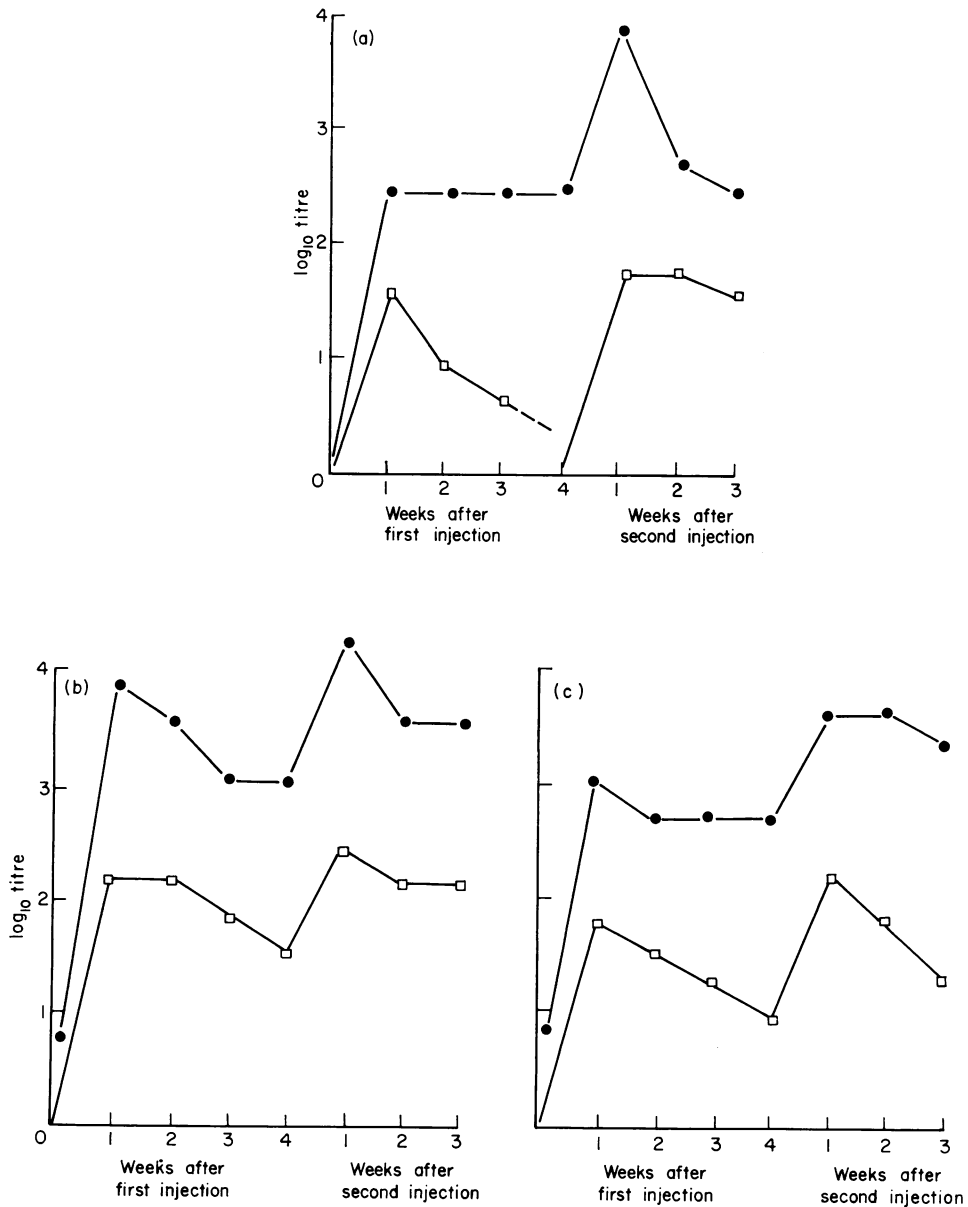 (a)
4
3
2
1
0
log₁₀ titre
1 2 3 4 1 2 3
Weeks after Weeks after
first injection second injection
(b)
4
3
2
1
0
log₁₀ titre
1 2 3 4 1 2 3
Weeks after Weeks after
first injection second injection
(c)
1 2 3 4 1 2 3
Weeks after Weeks after
first injection second injection